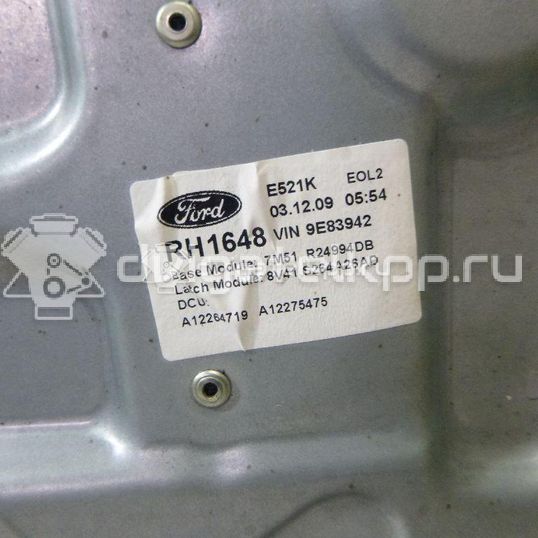 Ford E521K EOL2
03.12.09 05:54
RH1648 VIN 9E83942
Base Module: 7M51 R24994DB
Latch Module: 8V41 S264A26AD
DCU:
A12264719 A12275475